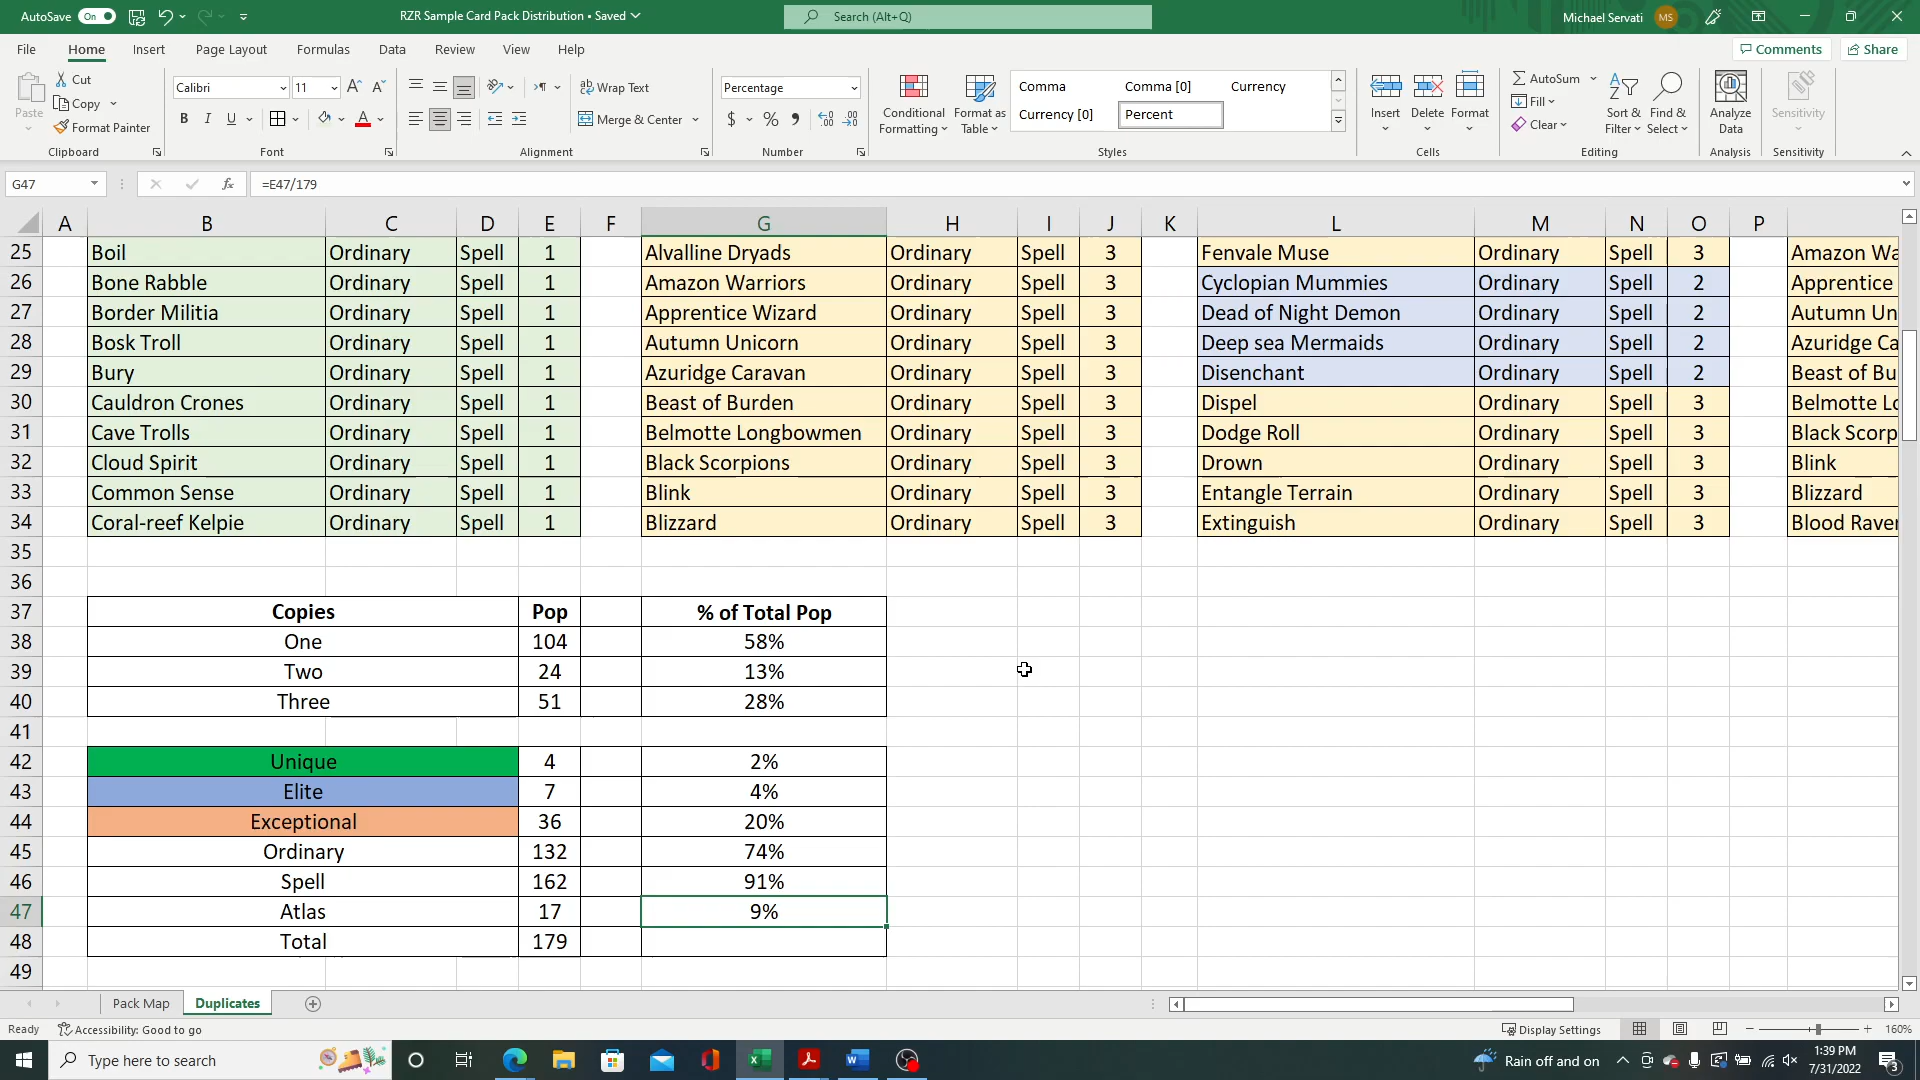 AutoSave On RZR Sample Card Pack Distribution • Saved Search (Alt+Q) Michael Servati MS
File Home Insert Page Layout Formulas Data Review View Help Comments Share
Paste Cut Copy Format Painter
Calibri 11 B I U
Wrap Text
Merge & Center
Percentage
$ % 9
Conditional Formatting Format as Table
Comma Comma [0] Currency
Currency [0] Percent
Insert Delete Format
AutoSum Fill Clear
Sort & Filter Find & Select
Analyze Data Sensitivity
Clipboard Font Alignment Number Styles Cells Editing Analysis Sensitivity
G47 fx =E47/179
A B C D E F G H I J K L M N O P
25 Boil Ordinary Spell 1 Alvalline Dryads Ordinary Spell 3 Fenvale Muse Ordinary Spell 3 Amazon Wa
26 Bone Rabble Ordinary Spell 1 Amazon Warriors Ordinary Spell 3 Cyclopian Mummies Ordinary Spell 2 Apprentice
27 Border Militia Ordinary Spell 1 Apprentice Wizard Ordinary Spell 3 Dead of Night Demon Ordinary Spell 2 Autumn Un
28 Bosk Troll Ordinary Spell 1 Autumn Unicorn Ordinary Spell 3 Deep sea Mermaids Ordinary Spell 2 Azuridge Ca
29 Bury Ordinary Spell 1 Azuridge Caravan Ordinary Spell 3 Disenchant Ordinary Spell 2 Beast of Bu
30 Cauldron Crones Ordinary Spell 1 Beast of Burden Ordinary Spell 3 Dispel Ordinary Spell 3 Belmotte Lo
31 Cave Trolls Ordinary Spell 1 Belmotte Longbowmen Ordinary Spell 3 Dodge Roll Ordinary Spell 3 Black Scorp
32 Cloud Spirit Ordinary Spell 1 Black Scorpions Ordinary Spell 3 Drown Ordinary Spell 3 Blink
33 Common Sense Ordinary Spell 1 Blink Ordinary Spell 3 Entangle Terrain Ordinary Spell 3 Blizzard
34 Coral-reef Kelpie Ordinary Spell 1 Blizzard Ordinary Spell 3 Extinguish Ordinary Spell 3 Blood Raver
35
36
37 Copies Pop % of Total Pop
38 One 104 58%
39 Two 24 13%
40 Three 51 28%
41
42 Unique 4 2%
43 Elite 7 4%
44 Exceptional 36 20%
45 Ordinary 132 74%
46 Spell 162 91%
47 Atlas 17 9%
48 Total 179
49
Pack Map Duplicates
Ready Accessibility: Good to go Display Settings 160%
Type here to search Rain off and on 1:39 PM
7/31/2022 3